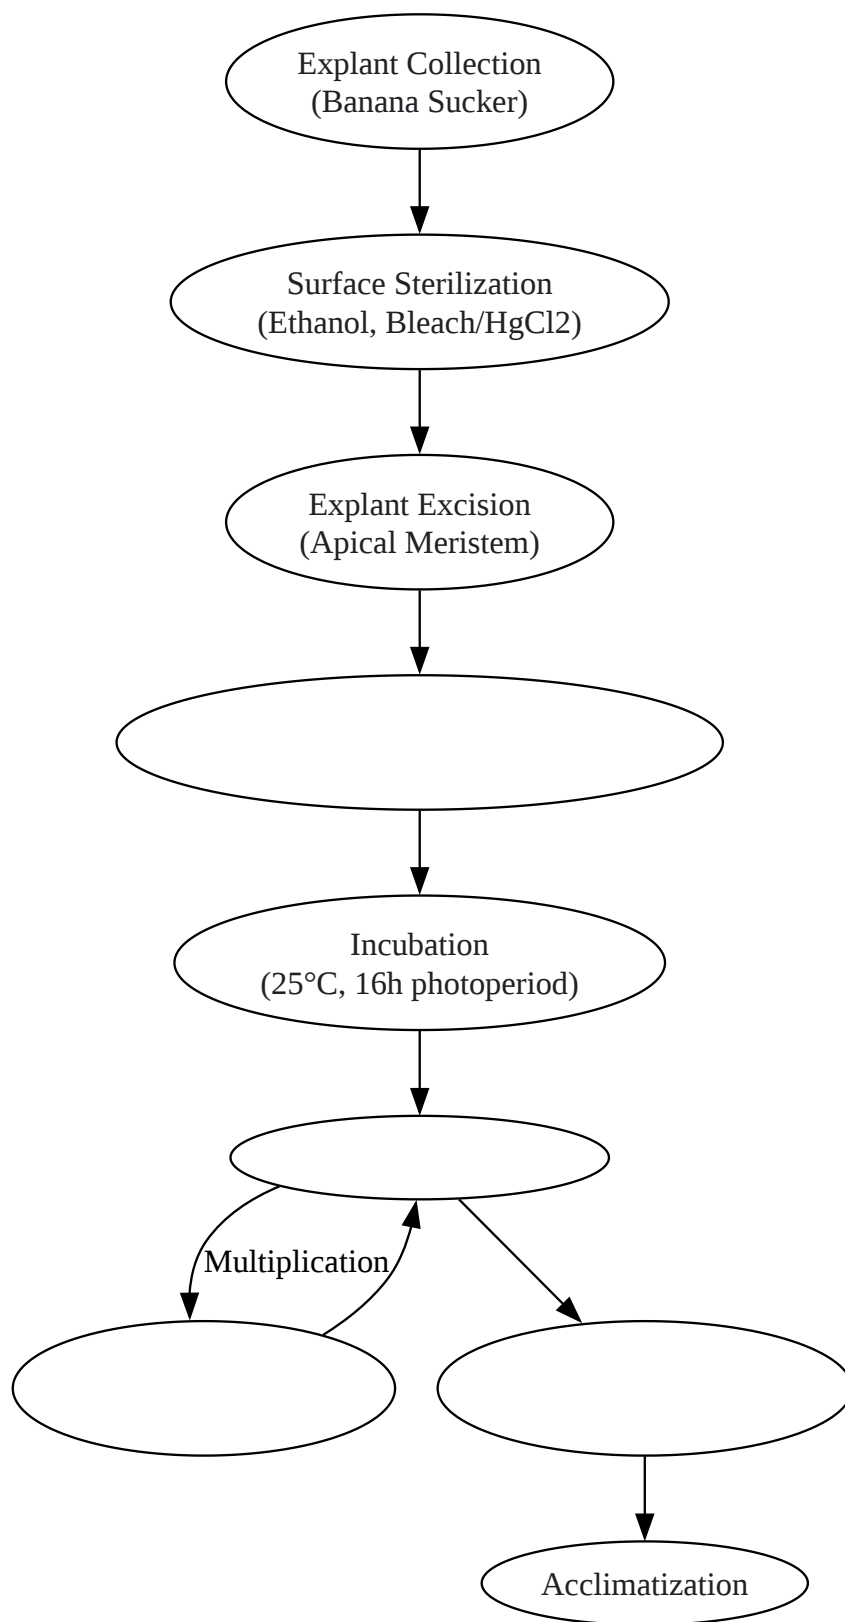 Explant Collection
(Banana Sucker)
Surface Sterilization
(Ethanol, Bleach/HgCl2)
Explant Excision
(Apical Meristem)
Incubation
(25°C, 16h photoperiod)
Multiplication
Acclimatization